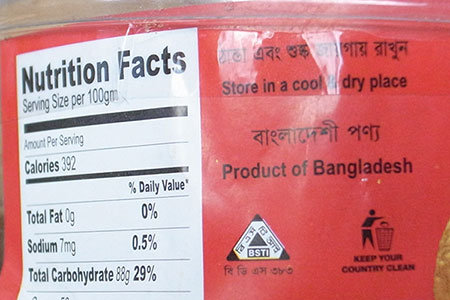 Nutrition Facts
Serving Size per 100gm
Amount Per Serving
Calories 392
% Daily Value*
Total Fat 0g 0%
Sodium 7mg 0.5%
Total Carbohydrate 88g 29%
ঠাণ্ডা এবং শুষ্ক জায়গায় রাখুন
Store in a cool & dry place
বাংলাদেশী পণ্য
Product of Bangladesh
BSTI
বি ডি এস ৩৮৩
KEEP YOUR
COUNTRY CLEAN